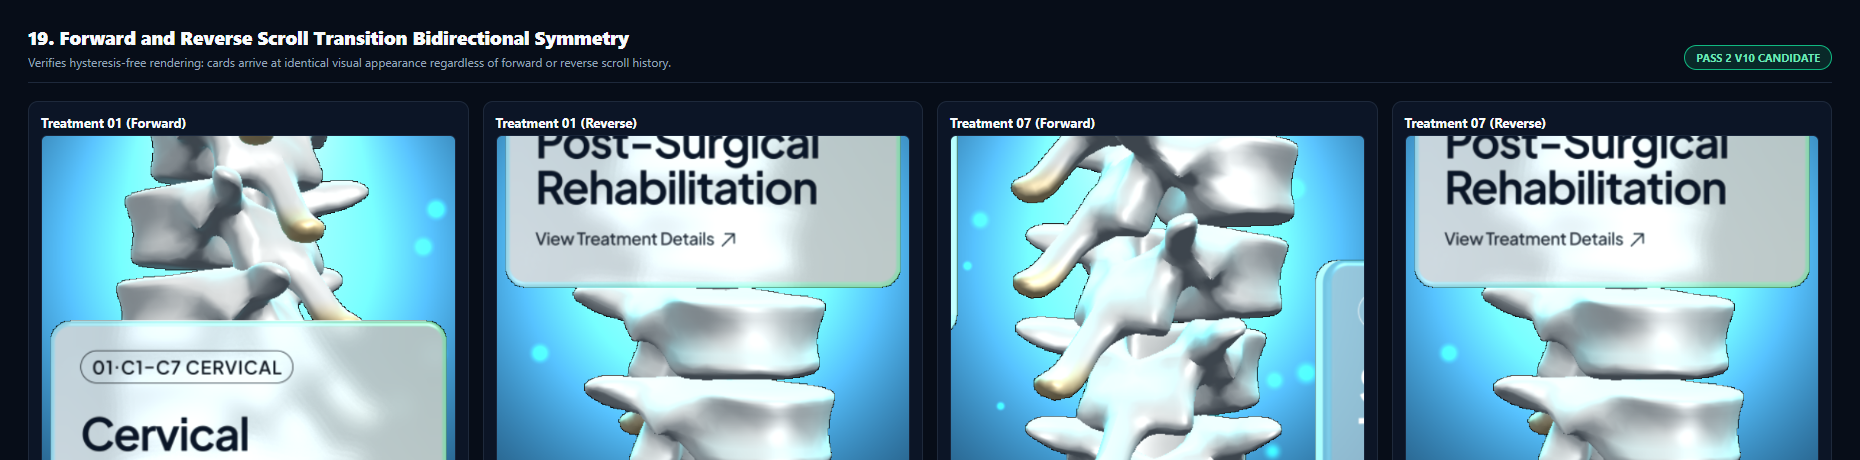 19. Forward and Reverse Scroll Transition Bidirectional Symmetry
Verifies hysteresis-free rendering: cards arrive at identical visual appearance regardless of forward or reverse scroll history.
PASS 2 V10 CANDIDATE
Treatment 01 (Forward)
01·C1–C7 CERVICAL
Cervical
Treatment 01 (Reverse)
Post-Surgical
Rehabilitation
View Treatment Details ↗
Treatment 07 (Forward)
Treatment 07 (Reverse)
Post-Surgical
Rehabilitation
View Treatment Details ↗